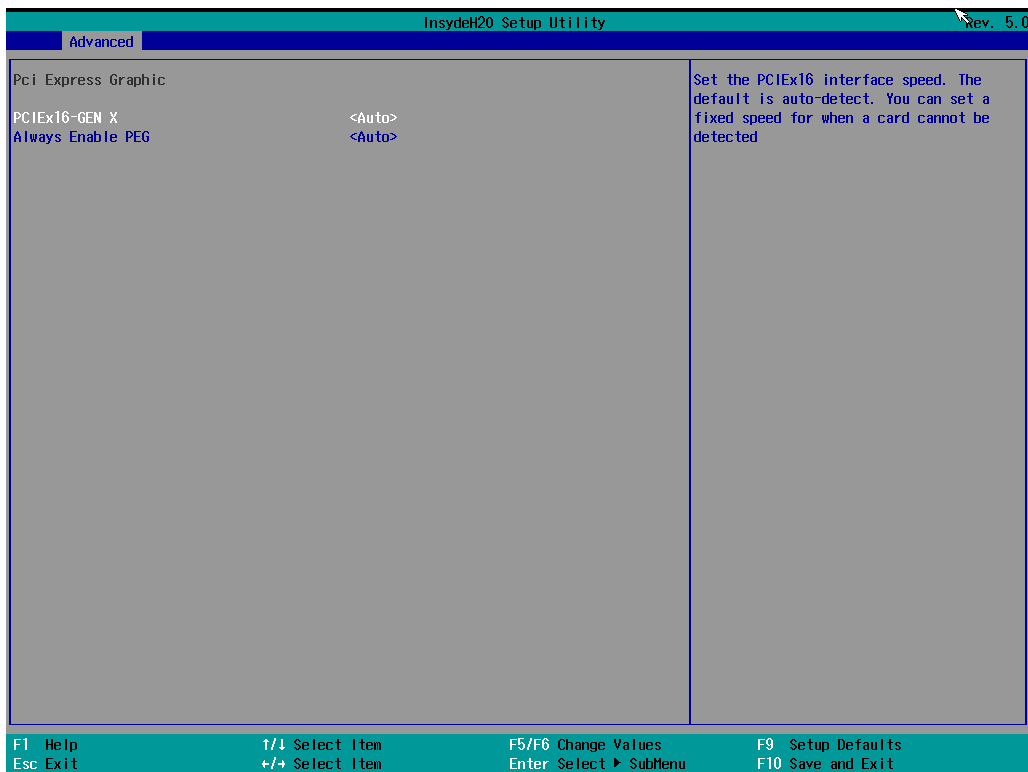 InsydeH2O Setup Utility Rev. 5.0
Advanced
Pci Express Graphic
PCIEx16-GEN X <Auto>
Always Enable PEG <Auto>
Set the PCIEx16 interface speed. The
default is auto-detect. You can set a
fixed speed for when a card cannot be
detected
F1 Help ↑/↓ Select Item F5/F6 Change Values F9 Setup Defaults
Esc Exit ←/→ Select Item Enter Select ▶ SubMenu F10 Save and Exit